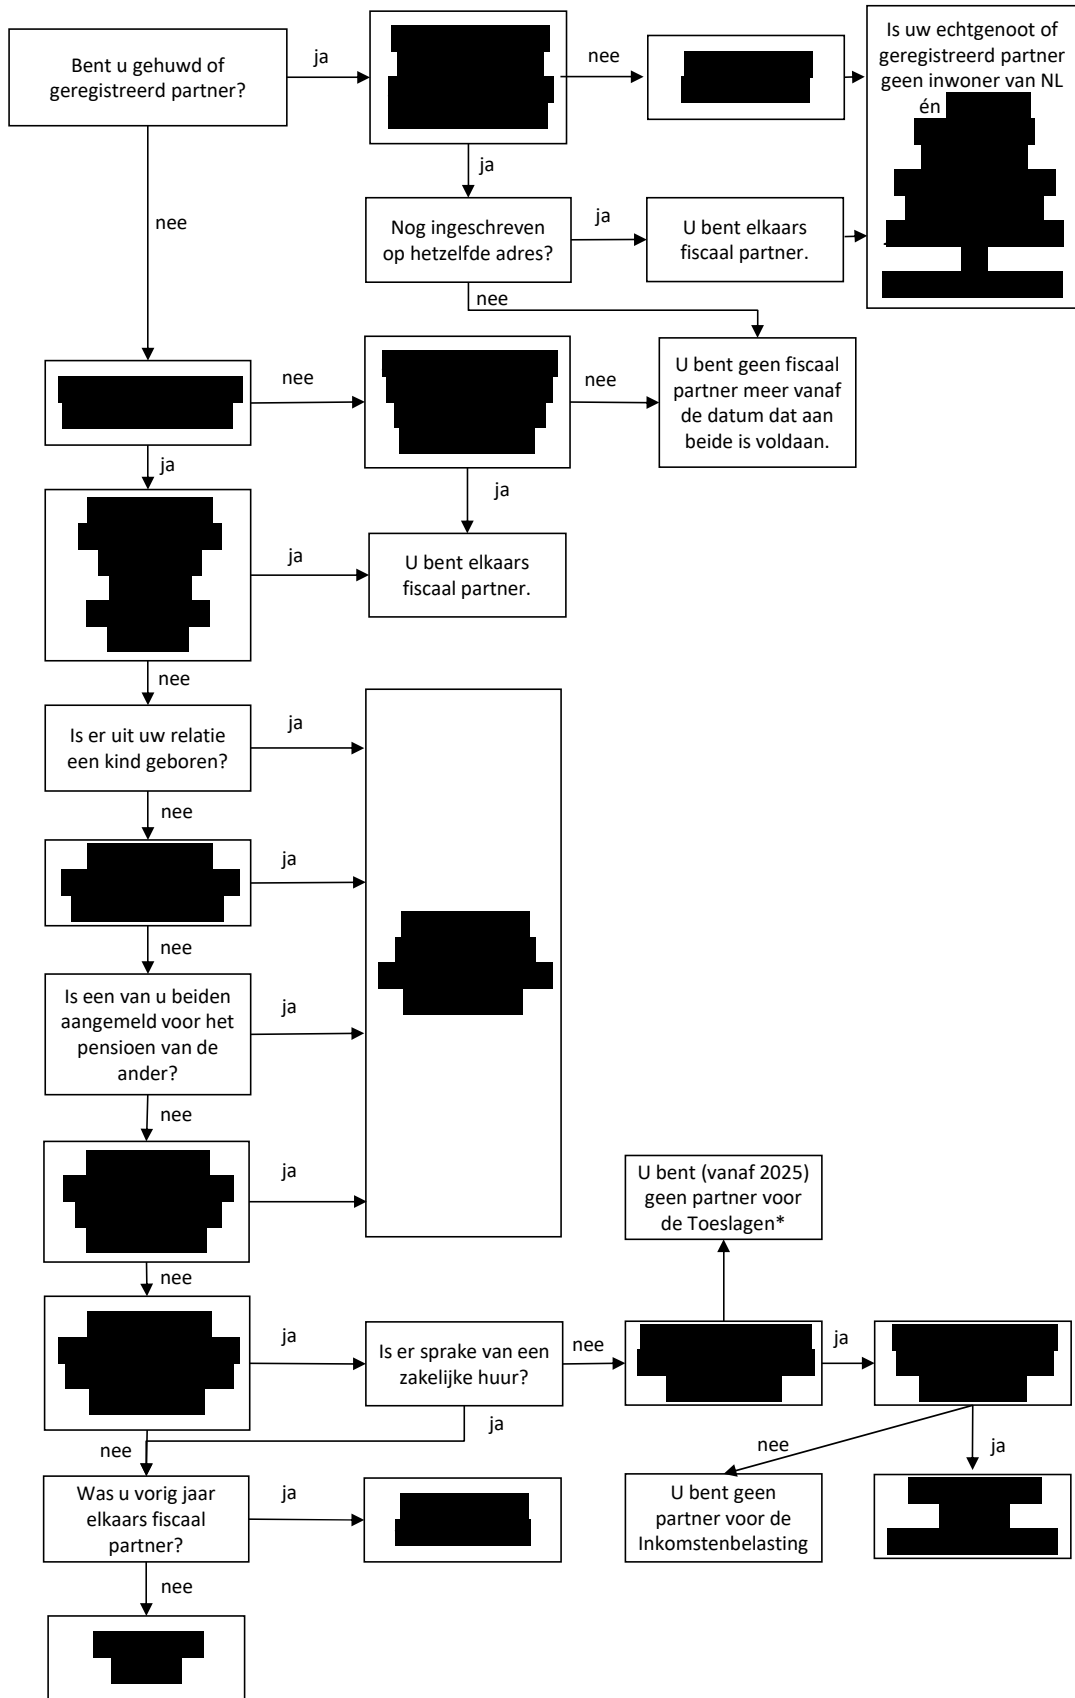 Bent u gehuwd of
geregistreerd partner?
ja
nee
Is uw echtgenoot of
geregistreerd partner
geen inwoner van NL
én
ja
nee
Nog ingeschreven
op hetzelfde adres?
ja
U bent elkaars
fiscaal partner.
nee
nee
nee
U bent geen fiscaal
partner meer vanaf
de datum dat aan
beide is voldaan.
ja
ja
ja
U bent elkaars
fiscaal partner.
nee
Is er uit uw relatie
een kind geboren?
ja
nee
ja
nee
Is een van u beiden
aangemeld voor het
pensioen van de
ander?
ja
nee
ja
U bent (vanaf 2025)
geen partner voor
de Toeslagen*
nee
ja
Is er sprake van een
zakelijke huur?
nee
ja
ja
nee
nee
ja
Was u vorig jaar
elkaars fiscaal
partner?
ja
U bent geen
partner voor de
Inkomstenbelasting
nee